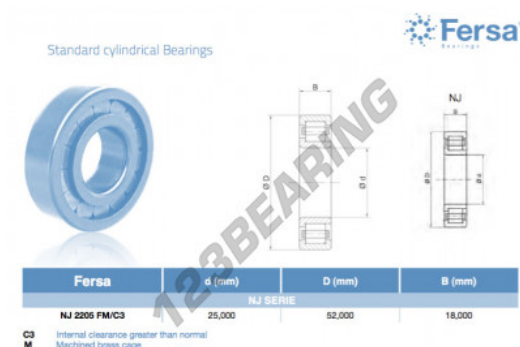 Fersa
Bearings
Standard cylindrical Bearings
B
Ø D
Ø d
NJ
B
Ø D
Ø d
123BEARING
Fersa d (mm) D (mm) B (mm)
NJ SERIE
NJ 2205 FM/C3 25,000 52,000 18,000
C3 Internal clearance greater than normal
M Machined brass cage